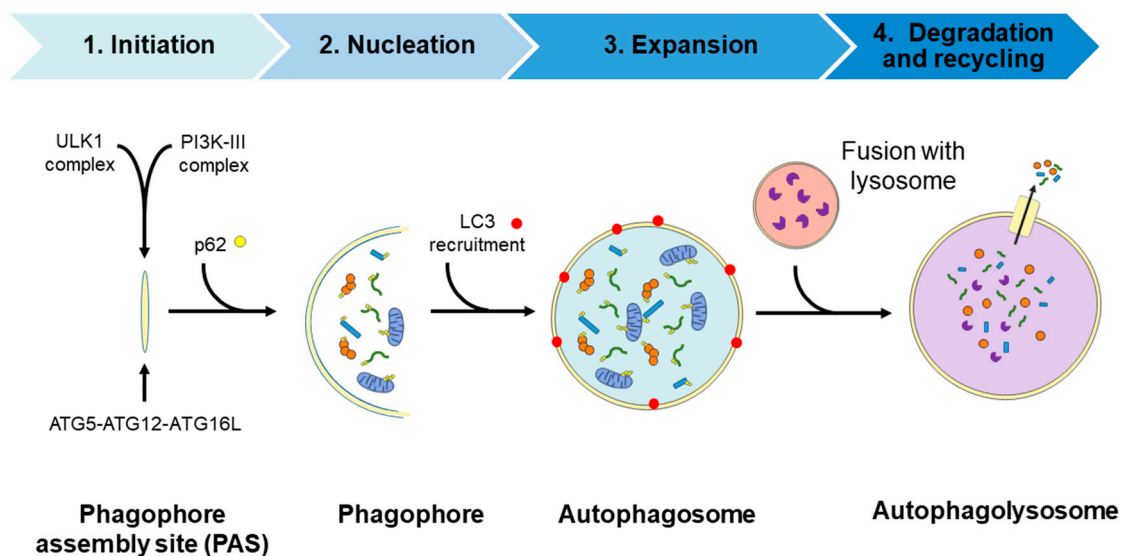 1. Initiation
2. Nucleation
3. Expansion
4. Degradation
and recycling
ULK1
complex
PI3K-III
complex
p62
LC3
recruitment
Fusion with
lysosome
ATG5-ATG12-ATG16L
Phagophore
assembly site (PAS)
Phagophore
Autophagosome
Autophagolysosome